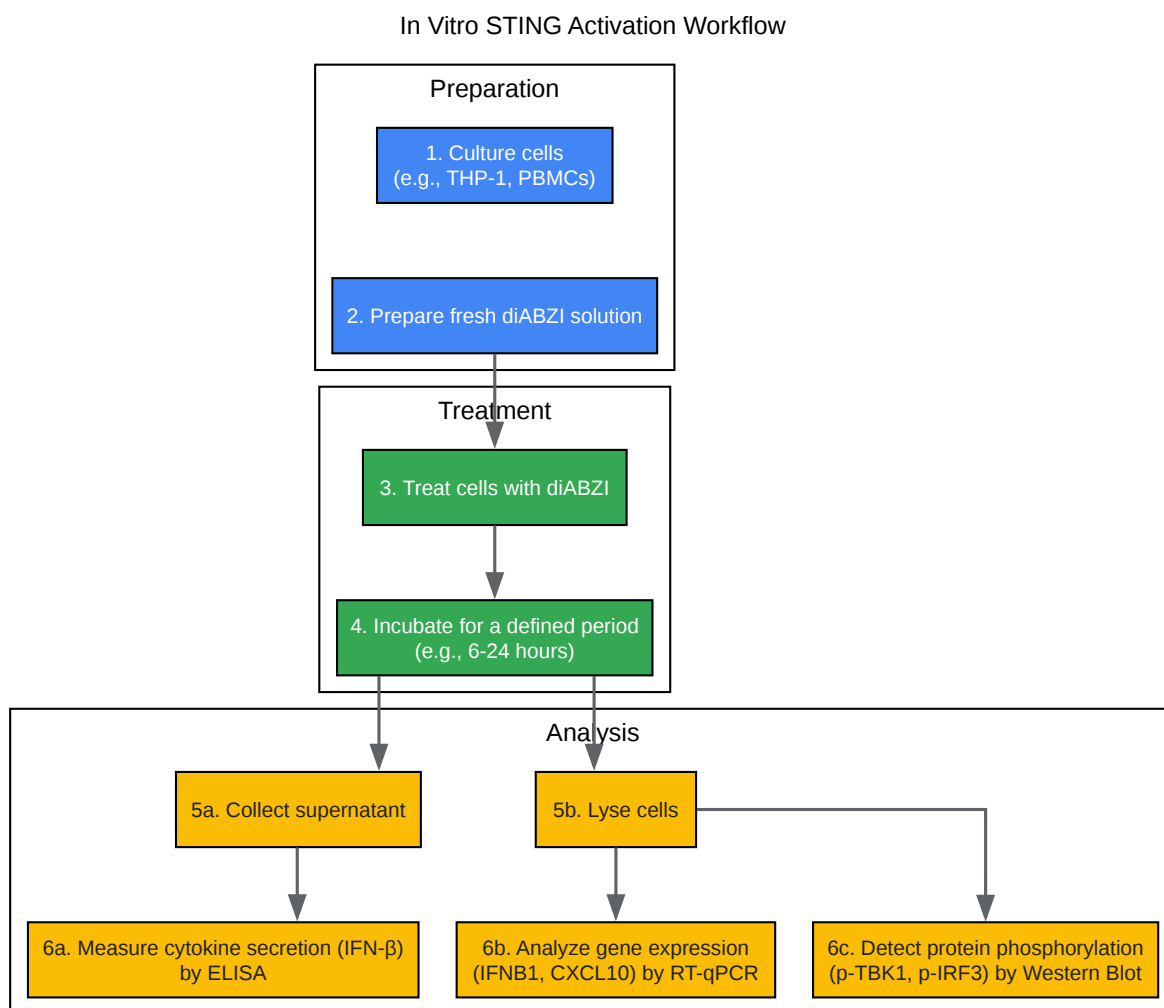 In Vitro STING Activation Workflow
Preparation
1. Culture cells
(e.g., THP-1, PBMCs)
2. Prepare fresh diABZI solution
Treatment
3. Treat cells with diABZI
4. Incubate for a defined period
(e.g., 6-24 hours)
Analysis
5a. Collect supernatant
5b. Lyse cells
6a. Measure cytokine secretion (IFN-β)
by ELISA
6b. Analyze gene expression
(IFNB1, CXCL10) by RT-qPCR
6c. Detect protein phosphorylation
(p-TBK1, p-IRF3) by Western Blot